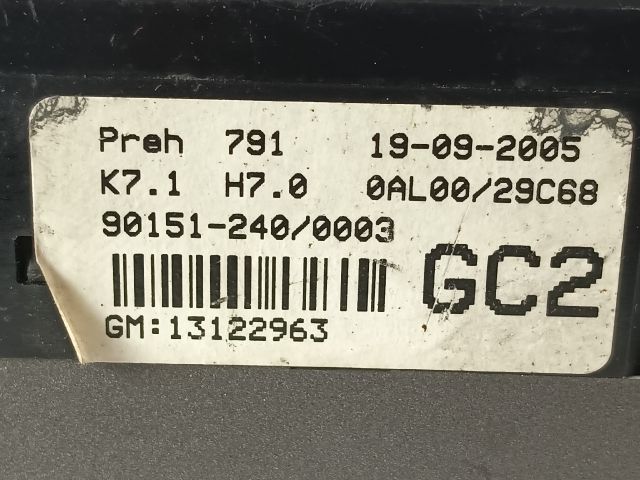 Preh 791 19-09-2005
K7.1 H7.0 0AL00/29C68
90151-240/0003
GC2
GM:13122963